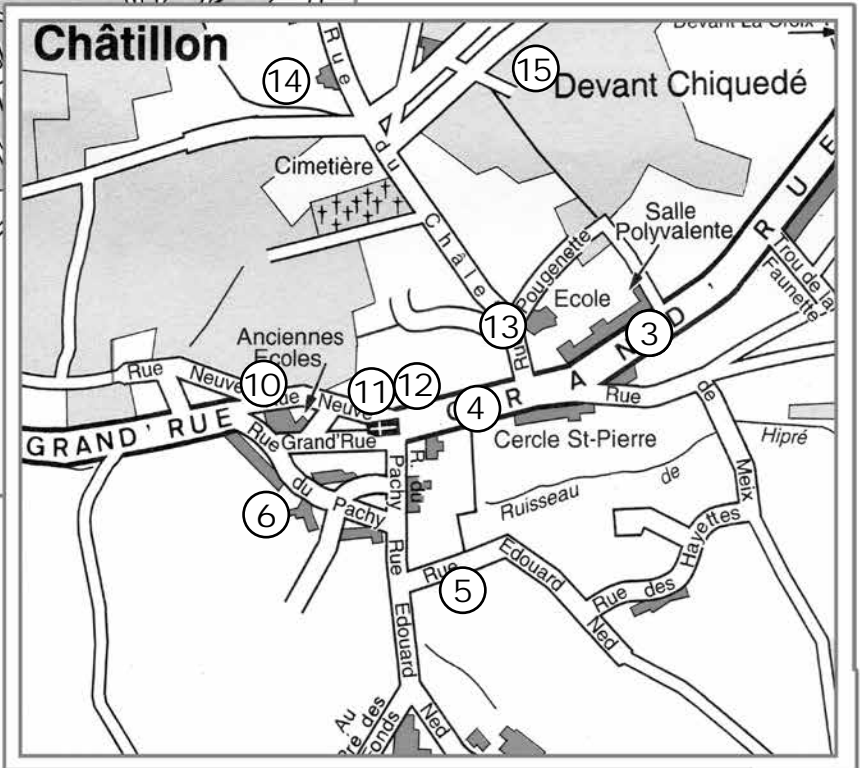 Châtillon
Devant La Croix
Rue
14
15
Devant Chiquedé
du
Cimetière
Châle
Salle
Polyvalente
Pougenette
Ecole
GRAND' RUE
Trou de la
Faunette
13
Rue
3
Anciennes
Ecoles
Rue
Neuve
10
Rue
Neuve
11
12
4
Rue
de
GRAND' RUE
Grand'Rue
Cercle St-Pierre
Hipré
Rue
du
Pachy
R. du
Pachy
Ruisseau
de
Meix
6
Hayettes
Rue des
Rue
Edouard
Ned
5
Rue
Edouard
Ned
Au
des